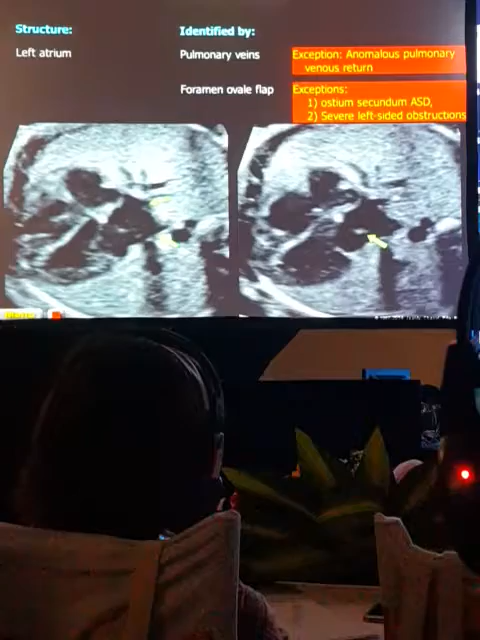 Structure:
Identified by:
Left atrium
Pulmonary veins
Exception: Anomalous pulmonary
venous return
Foramen ovale flap
Exceptions:
1) ostium secundum ASD,
2) Severe left-sided obstructions